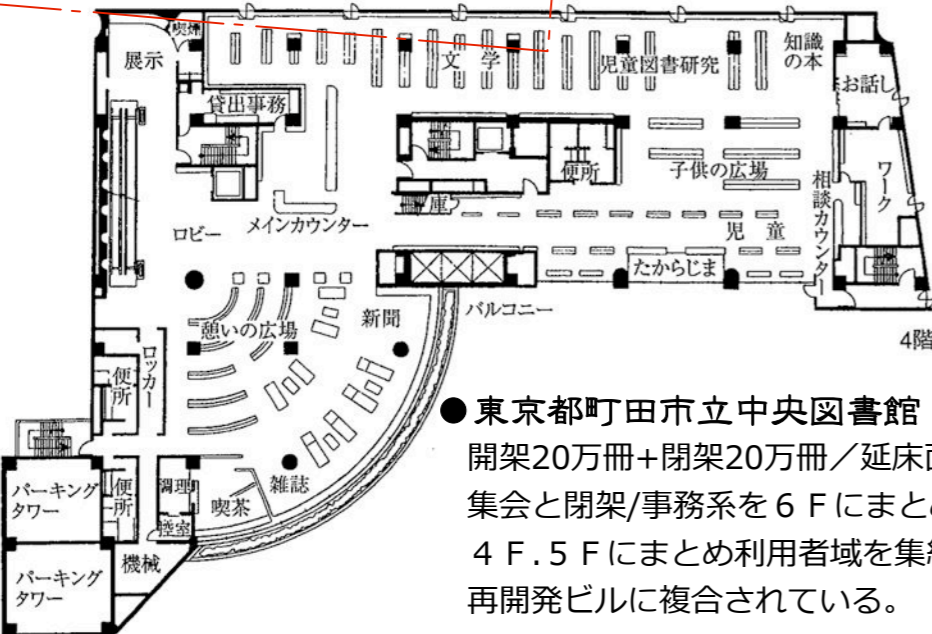 喫煙
展示
文学
児童図書研究
知識の本
お話し
貸出事務
便所
子供の広場
ワーク
相談カウンター
庫
ロビー
メインカウンター
児童
たからじま
バルコニー
新聞
憩いの広場
ロッカー
便所
4階
パーキングタワー
便所
調理
控室
喫茶
雑誌
機械
パーキングタワー
●東京都町田市立中央図書館
開架20万冊+閉架20万冊／延床
集会と閉架/事務系を６Ｆにまと
４Ｆ.５Ｆにまとめ利用者域を集
再開発ビルに複合されている。